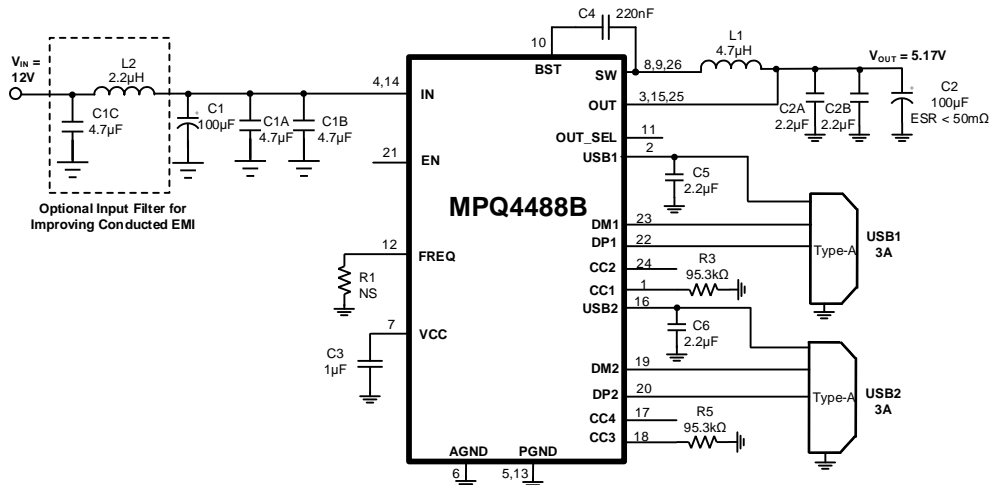 C4
220nF
10
BST
V_IN =
12V
L2
2.2µH
C1C
4.7µF
C1
100µF
C1A
4.7µF
C1B
4.7µF
Optional Input Filter for
Improving Conducted EMI
4,14
IN
21
EN
12
FREQ
R1
NS
7
VCC
C3
1µF
MPQ4488B
AGND
6
PGND
5,13
SW
8,9,26
L1
4.7µH
V_OUT = 5.17V
OUT
3,15,25
C2A
2.2µF
C2B
2.2µF
C2
100µF
ESR < 50mΩ
OUT_SEL
11
USB1
2
C5
2.2µF
DM1
23
DP1
22
CC2
24
CC1
1
R3
95.3kΩ
Type-A
USB1
3A
USB2
16
C6
2.2µF
DM2
19
DP2
20
CC4
17
CC3
18
R5
95.3kΩ
Type-A
USB2
3A